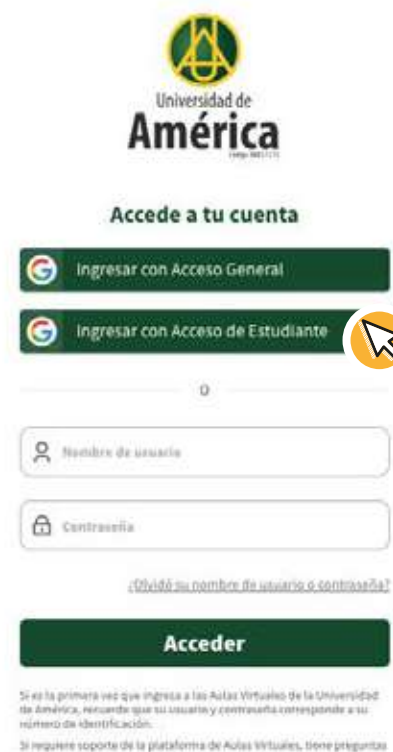 Universidad de
América
Accede a tu cuenta
Ingresar con Acceso General
Ingresar con Acceso de Estudiante
O
Nombre de usuario
Contraseña
¿Olvidó su nombre de usuario o contraseña?
Acceder
Si es la primera vez que ingresa a las Aulas Virtuales de la Universidad
de América, recuerde que su usuario y contraseña corresponde a su
número de identificación.
Si requiere soporte de la plataforma de Aulas Virtuales, tiene preguntas